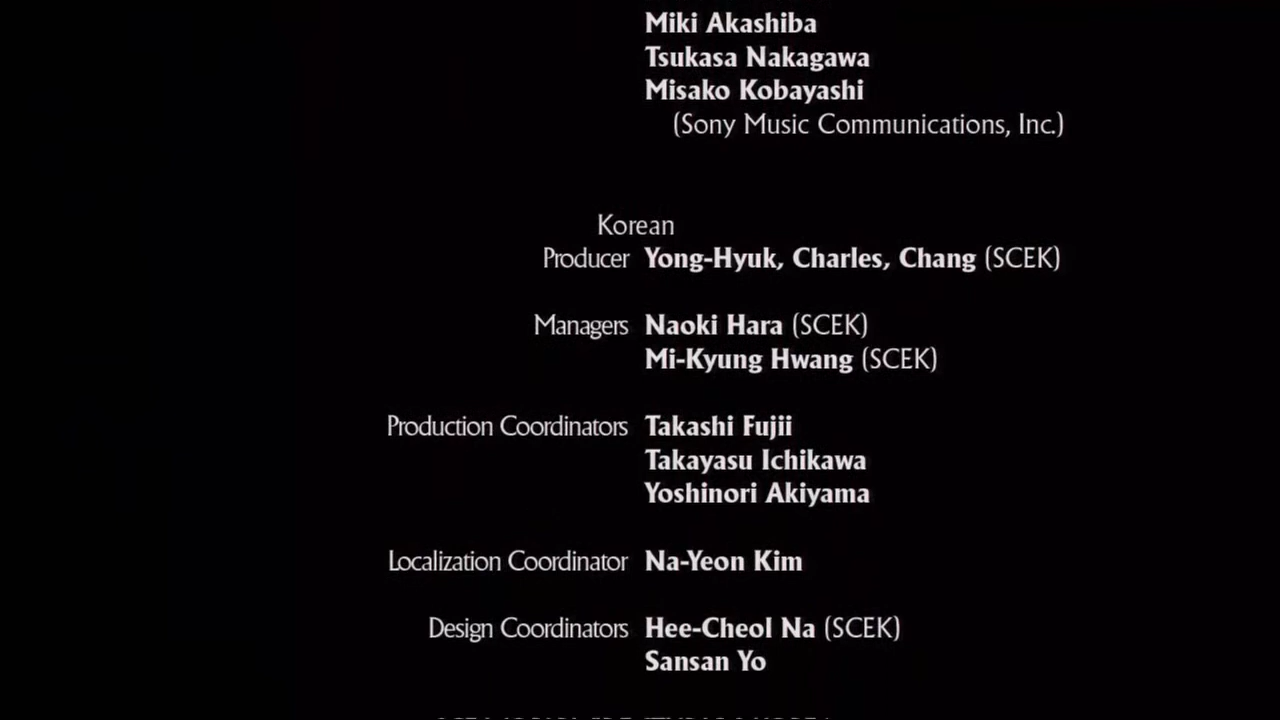 Miki Akashiba
Tsukasa Nakagawa
Misako Kobayashi
(Sony Music Communications, Inc.)
Korean
Producer Yong-Hyuk, Charles, Chang (SCEK)
Managers Naoki Hara (SCEK)
Mi-Kyung Hwang (SCEK)
Production Coordinators Takashi Fujii
Takayasu Ichikawa
Yoshinori Akiyama
Localization Coordinator Na-Yeon Kim
Design Coordinators Hee-Cheol Na (SCEK)
Sansan Yo